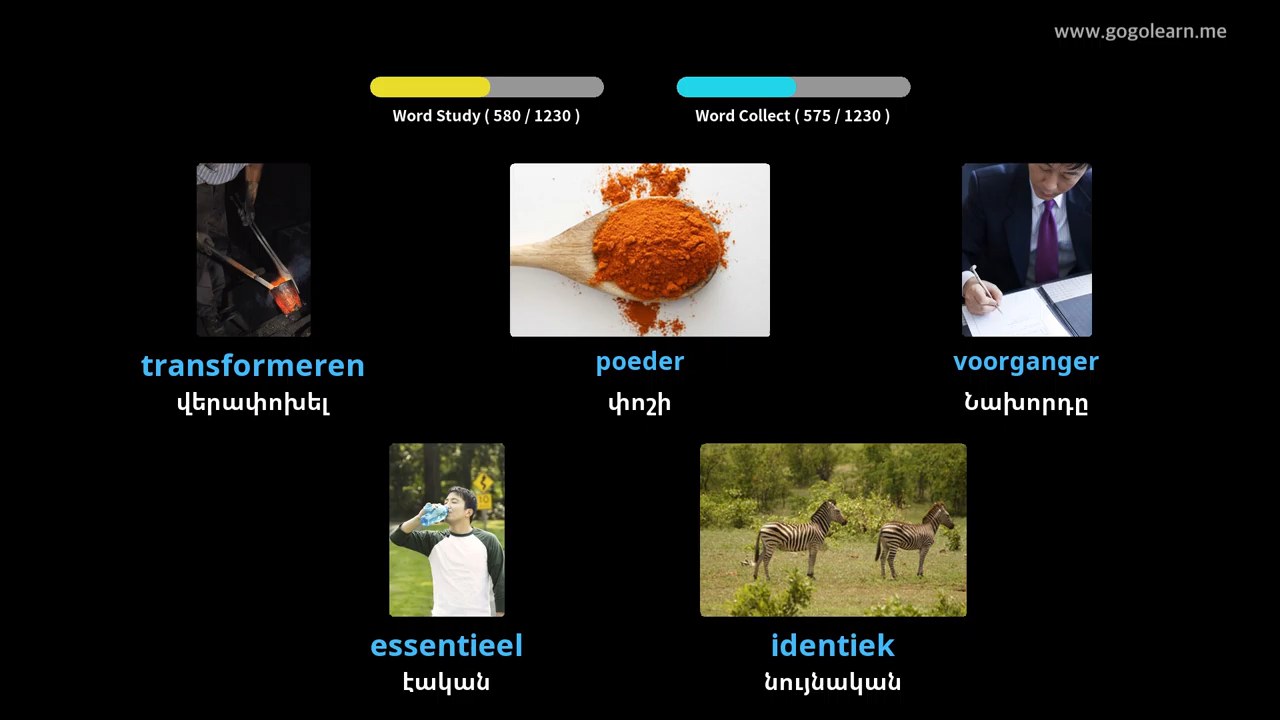 www.gogolearn.me
Word Study ( 580 / 1230 )
Word Collect ( 575 / 1230 )
transformeren
վերափոխել
poeder
փոշի
voorganger
Նախորդը
essentieel
էական
identiek
նույնական